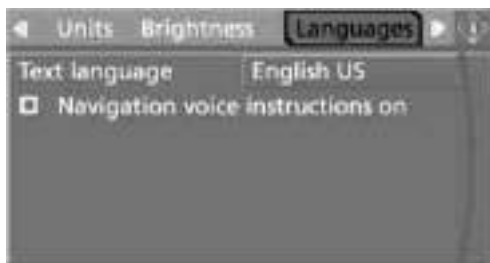 Units Brightness Languages
Text language English US
Navigation voice instructions on